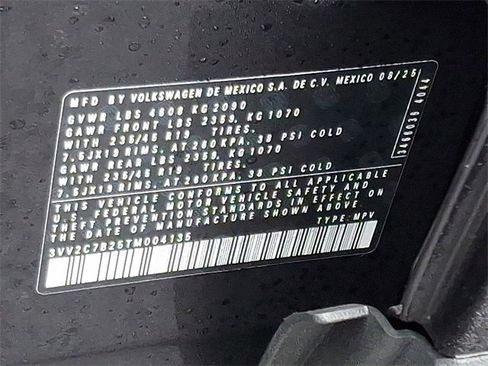 MFD BY VOLKSWAGEN DE MEXICO S.A. DE C.V. MEXICO 08/25
GVWR LBS 4608 KG 2090
GAWR FRONT LBS 2359, KG 1070
WITH 235/45 R19 TIRES.
7.5JX19 RIMS. AT 260 KPA. 38 PSI COLD
GAWR REAR LBS 2359, KG 1070
WITH 235/45 R19 TIRES.
7.5JX19 RIMS. AT 260 KPA. 38 PSI COLD
THIS VEHICLE CONFORMS TO ALL APPLICABLE
U.S. FEDERAL MOTOR VEHICLE SAFETY AND
THEFT PREVENTION STANDARDS IN EFFECT ON
THE DATE OF MANUFACTURE SHOWN ABOVE.
3VV2C7B25TM004135 TYPE: MPV
4044